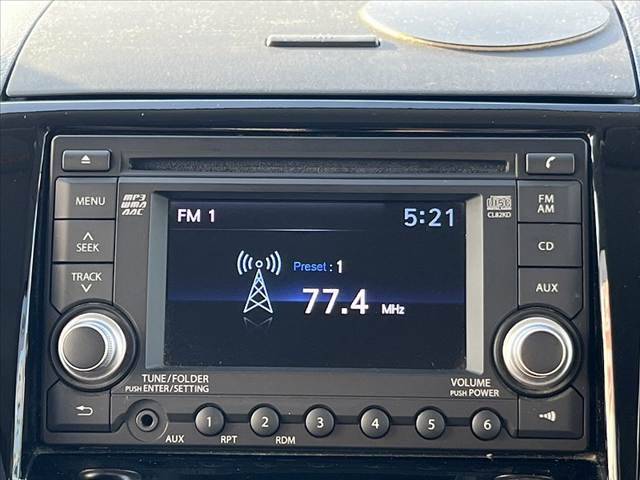 MENU
MP3
WMA
AAC
FM 1
5:21
CL82KD
FM
AM
SEEK
Preset : 1
CD
TRACK
77.4 MHz
AUX
TUNE/FOLDER
PUSH ENTER/SETTING
VOLUME
PUSH POWER
AUX
1
RPT
2
RDM
3
4
5
6